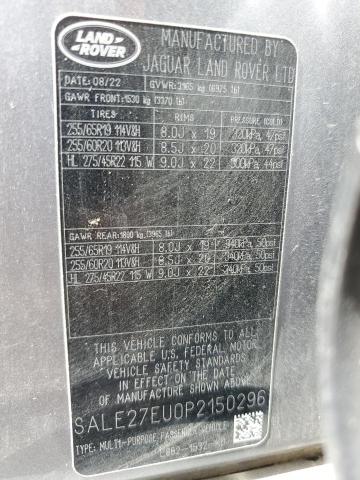 LAND
ROVER
MANUFACTURED BY
JAGUAR LAND ROVER LTD
DATE: 08/22 GVWR: 3165 kg (6975 lb)
GAWR FRONT: 1530 kg (3370 lb)
TIRES RIMS PRESSURE (COLD)
255/65R19 114V&H 8.0J x 19 320kPa, 47psi
255/60R20 113V&H 8.5J x 20 320kPa, 47psi
HL 275/45R22 115 W 9.0J x 22 300kPa, 44psi
GAWR REAR: 1800 kg (3965 lb)
255/65R19 114V&H 8.0J x 19 340kPa, 50psi
255/60R20 113V&H 8.5J x 20 340kPa, 50psi
HL 275/45R22 115 W 9.0J x 22 340kPa, 50psi
THIS VEHICLE CONFORMS TO ALL
APPLICABLE U.S. FEDERAL MOTOR
VEHICLE SAFETY STANDARDS
IN EFFECT ON THE DATE OF
MANUFACTURE SHOWN ABOVE
SALE27EU0P2150296
TYPE: MULTI-PURPOSE PASSENGER VEHICLE